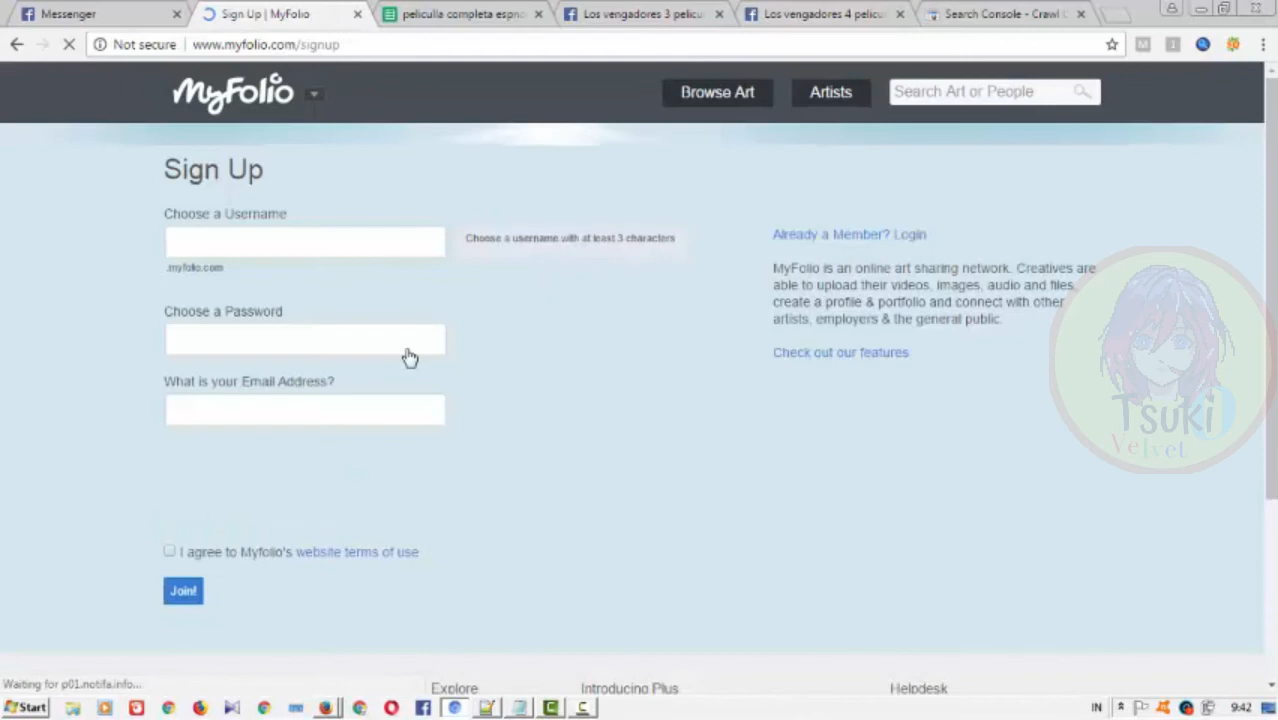 Messenger
Sign Up | MyFolio
peliculla completa espno
Los vengadores 3 pelicu
Los vengadores 4 pelicu
Search Console - Crawl
Not secure
www.myfolio.com/signup
MyFolio
Browse Art
Artists
Search Art or People
Sign Up
Choose a Username
Choose a username with at least 3 characters
.myfolio.com
Already a Member? Login
MyFolio is an online art sharing network. Creatives are
able to upload their videos, images, audio and files,
create a profile & portfolio and connect with other
artists, employers & the general public.
Check out our features
Choose a Password
What is your Email Address?
I agree to Myfolio's website terms of use
Join!
Tsuki
Velvet
Waiting for p01.notifa.info...
Explore
Introducing Plus
Helpdesk
Start
IN
9:42